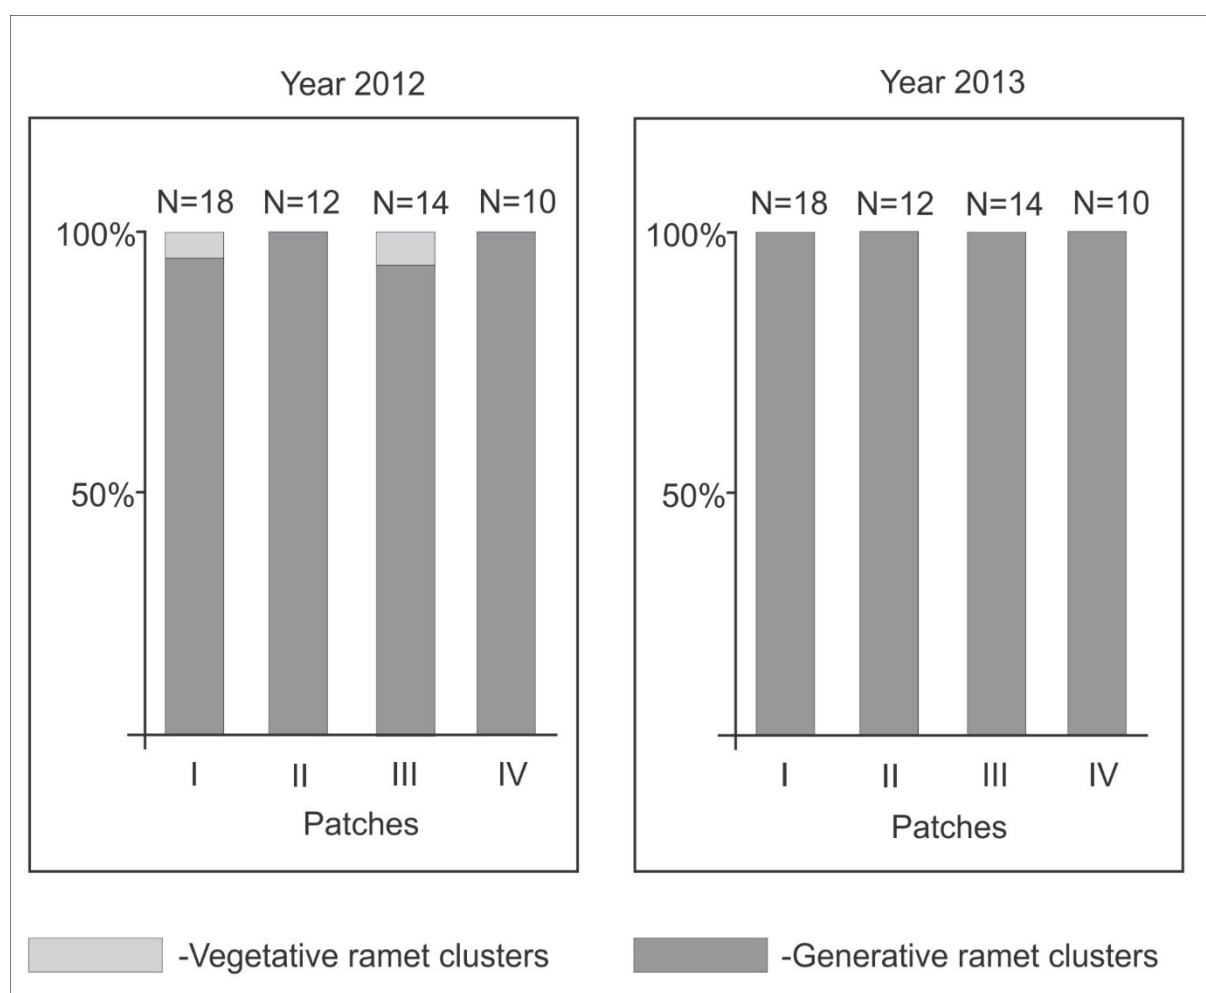 Year 2012
N=18 N=12 N=14 N=10
100%
50%
I II III IV
Patches
Year 2013
N=18 N=12 N=14 N=10
100%
50%
I II III IV
Patches
-Vegetative ramet clusters
-Generative ramet clusters